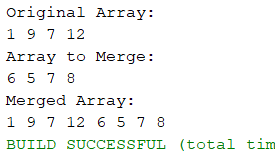 Original Array:
1 9 7 12
Array to Merge:
6 5 7 8
Merged Array:
1 9 7 12 6 5 7 8
BUILD SUCCESSFUL (total tim